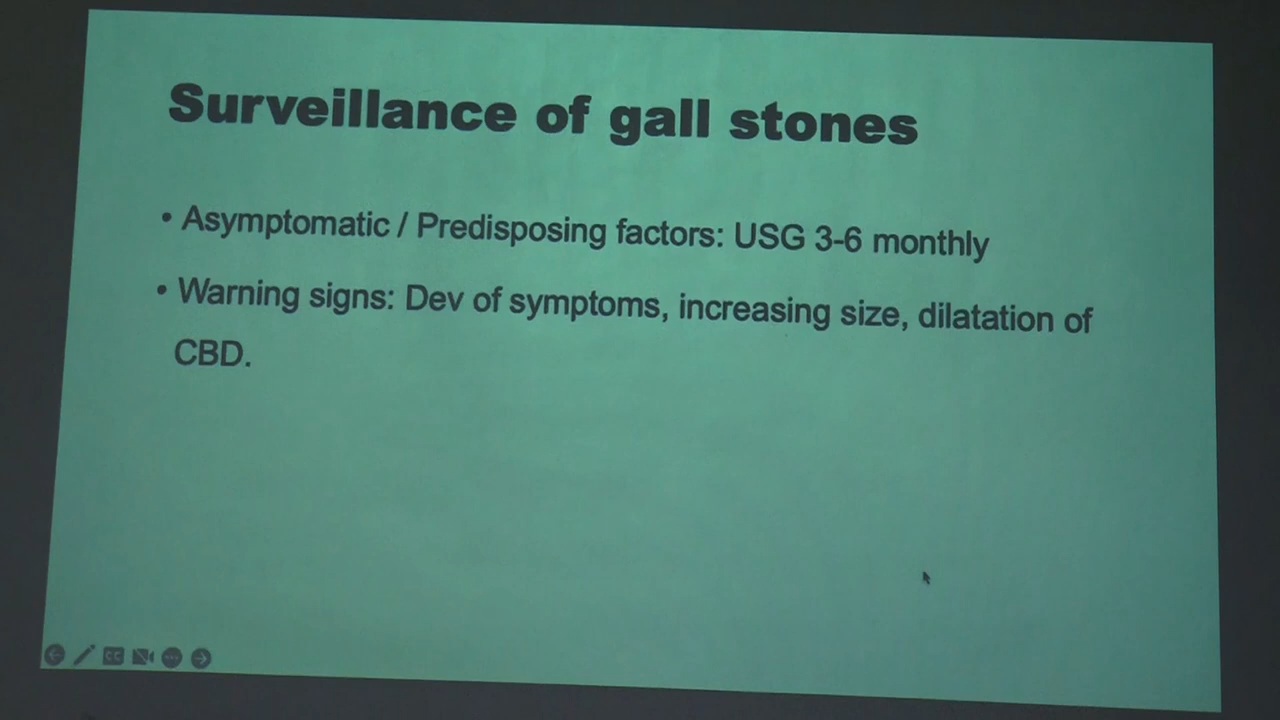 Surveillance of gall stones
• Asymptomatic / Predisposing factors: USG 3-6 monthly
• Warning signs: Dev of symptoms, increasing size, dilatation of
CBD.
CC